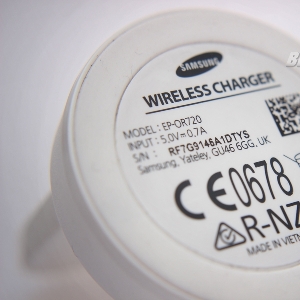 SAMSUNG
WIRELESS CHARGER
MODEL : EP-OR720
INPUT : 5.0V⎓0.7A
S/N : RF7G9146A1DTYS
Samsung, Yateley, GU46 6GG, UK
CE0678
R-NZ
MADE IN VIETN